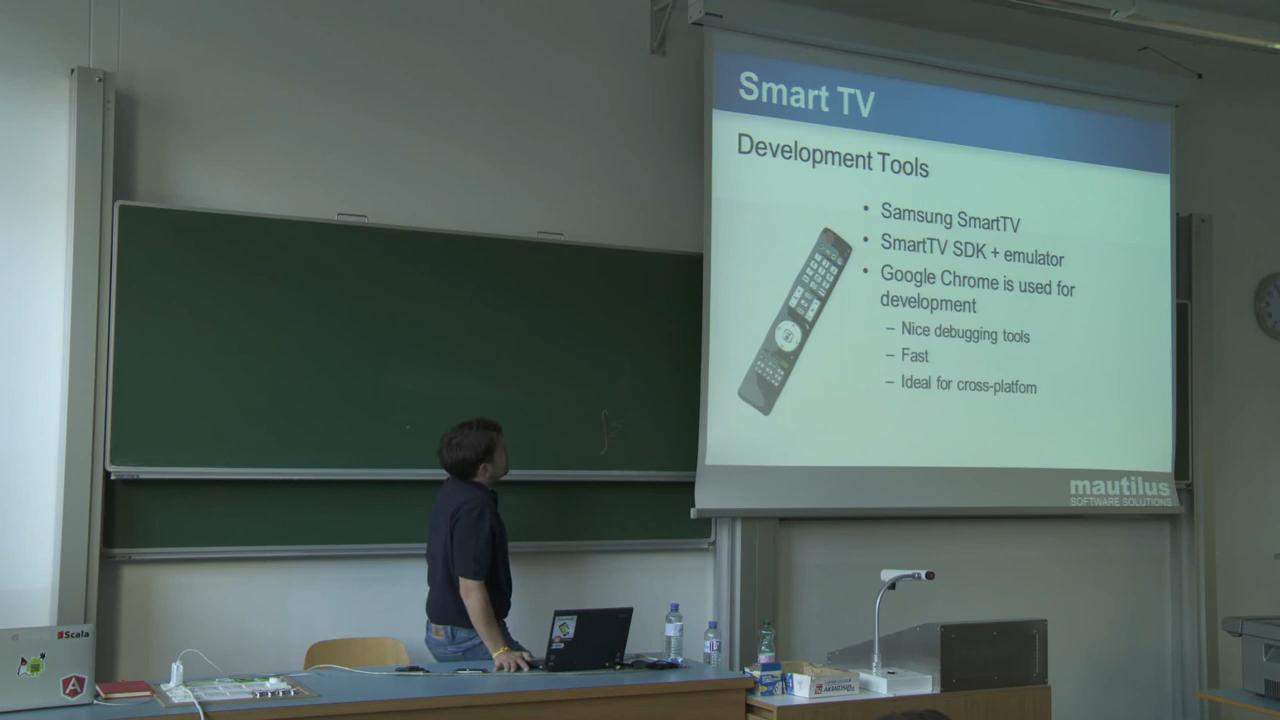 Smart TV
Development Tools
• Samsung SmartTV
• SmartTV SDK + emulator
• Google Chrome is used for
development
– Nice debugging tools
– Fast
– Ideal for cross-platfom
mautilus
SOFTWARE SOLUTIONS
Scala